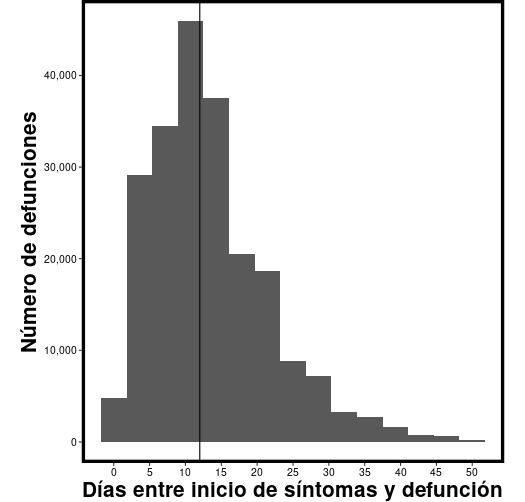 Número de defunciones
40,000
30,000
20,000
10,000
0
0 5 10 15 20 25 30 35 40 45 50
Días entre inicio de síntomas y defunción